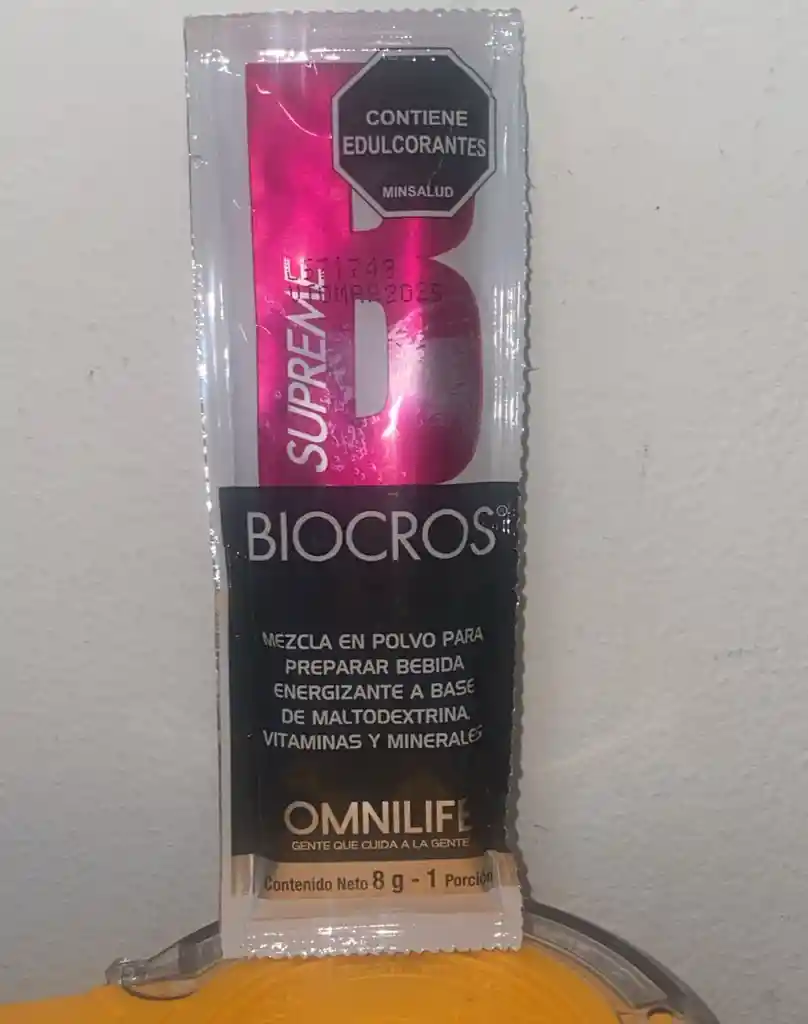 CONTIENE
EDULCORANTES
MINSALUD
SUPREME
BIOCROS®
MEZCLA EN POLVO PARA
PREPARAR BEBIDA
ENERGIZANTE A BASE
DE MALTODEXTRINA,
VITAMINAS Y MINERALES
OMNILIFE
GENTE QUE CUIDA A LA GENTE
Contenido Neto 8 g - 1 Porción